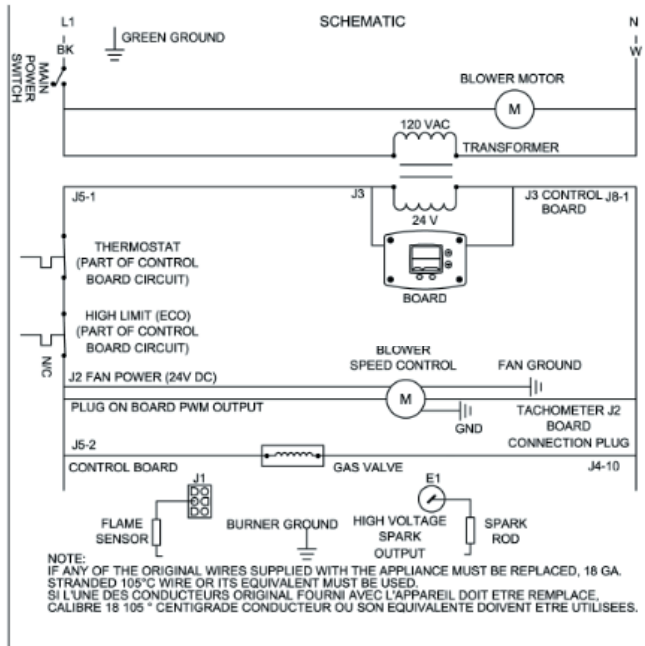 L1
SCHEMATIC
N
GREEN GROUND
BK
W
MAIN
POWER
SWITCH
BLOWER MOTOR
M
120 VAC
TRANSFORMER
J5-1
J3
J3 CONTROL J8-1
BOARD
24 V
THERMOSTAT
(PART OF CONTROL
BOARD CIRCUIT)
BOARD
HIGH LIMIT (ECO)
(PART OF CONTROL
BOARD CIRCUIT)
N/C
BLOWER
SPEED CONTROL
FAN GROUND
J2 FAN POWER (24V DC)
M
PLUG ON BOARD PWM OUTPUT
GND
TACHOMETER J2
BOARD
CONNECTION PLUG
J5-2
CONTROL BOARD
GAS VALVE
J4-10
J1
E1
FLAME
SENSOR
BURNER GROUND
HIGH VOLTAGE
SPARK
OUTPUT
SPARK
ROD
NOTE:
IF ANY OF THE ORIGINAL WIRES SUPPLIED WITH THE APPLIANCE MUST BE REPLACED, 18 GA.
STRANDED 105°C WIRE OR ITS EQUIVALENT MUST BE USED.
SI L'UNE DES CONDUCTEURS ORIGINAL FOURNI AVEC L'APPAREIL DOIT ETRE REMPLACE,
CALIBRE 18 105 ° CENTIGRADE CONDUCTEUR OU SON EQUIVALENTE DOIVENT ETRE UTILISEES.